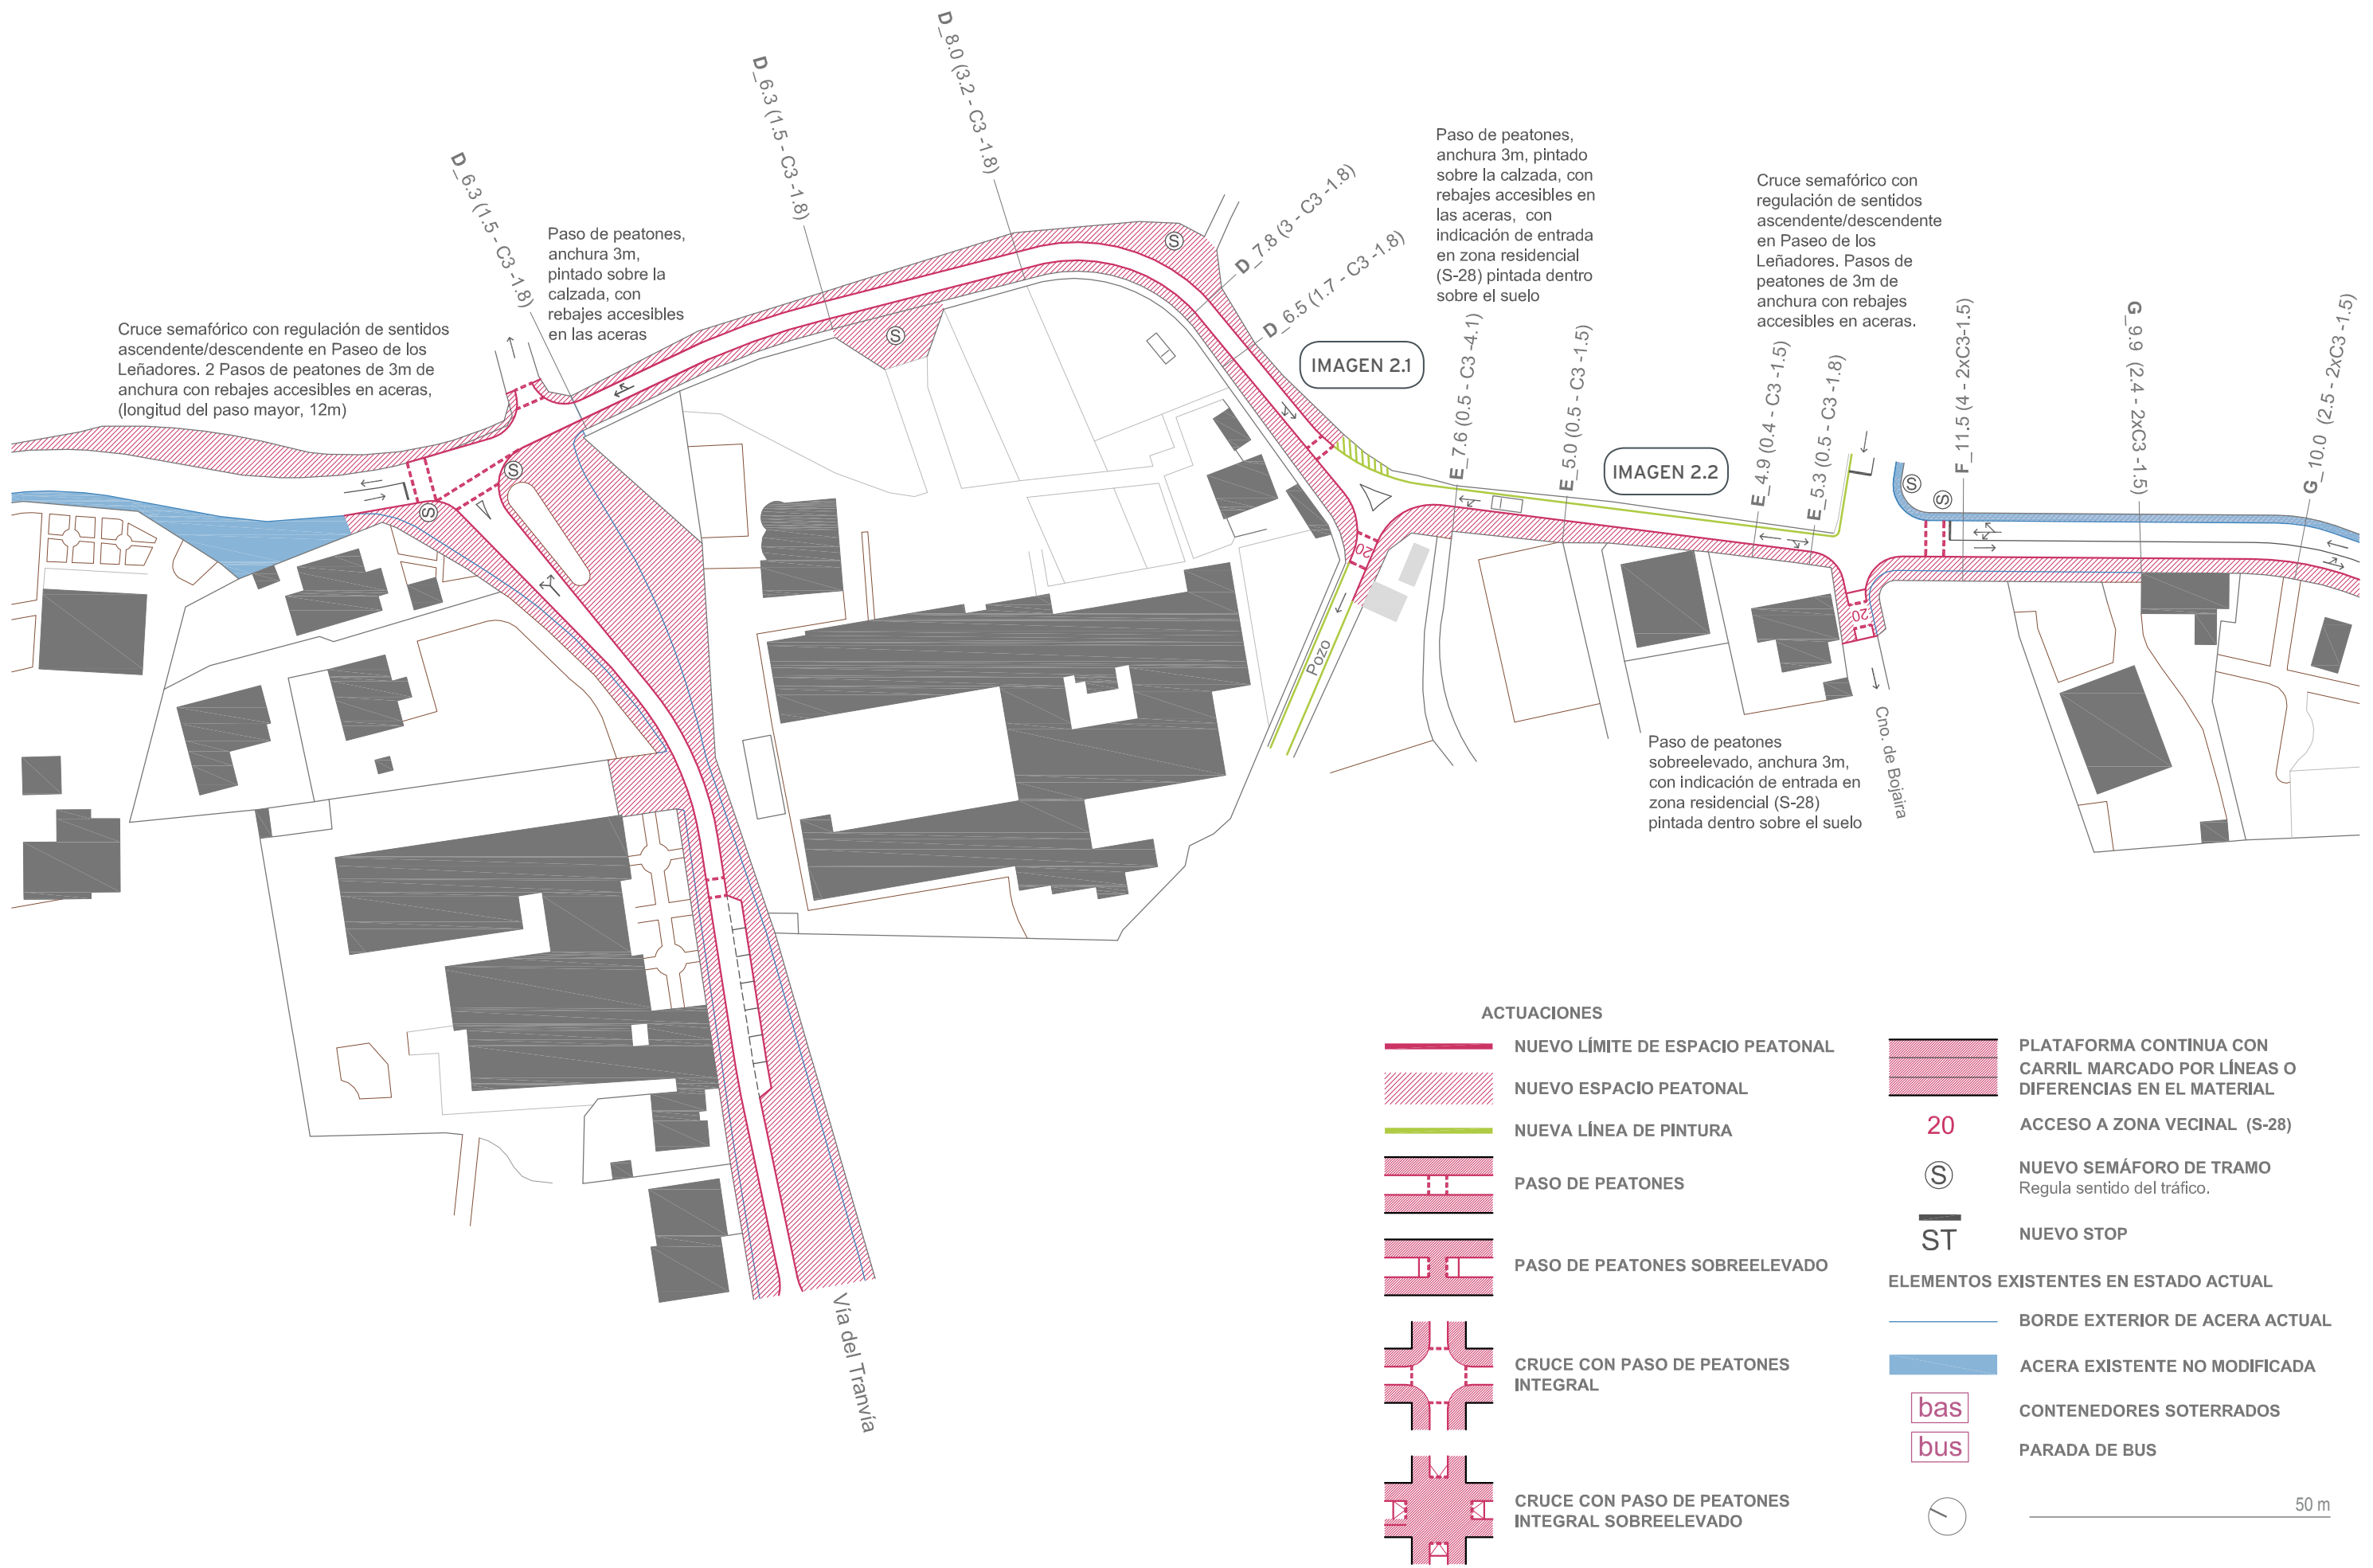 D_6.3 (1.5 - C3 -1.8)
D_6.3 (1.5 - C3 -1.8)
D_8.0 (3.2 - C3 -1.8)
D_7.8 (3 - C3 -1.8)
D_6.5 (1.7 - C3 -1.8)
E_7.6 (0.5 - C3 -4.1)
E_5.0 (0.5 - C3 -1.5)
E_4.9 (0.4 - C3 -1.5)
E_5.3 (0.5 - C3 -1.8)
F_11.5 (4 - 2xC3-1.5)
G_9.9 (2.4 - 2xC3 -1.5)
G_10.0 (2.5 - 2xC3 -1.5)
Cruce semafórico con regulación de sentidos
ascendente/descendente en Paseo de los
Leñadores. 2 Pasos de peatones de 3m de
anchura con rebajes accesibles en aceras,
(longitud del paso mayor, 12m)
Paso de peatones,
anchura 3m,
pintado sobre la
calzada, con
rebajes accesibles
en las aceras
Paso de peatones,
anchura 3m, pintado
sobre la calzada, con
rebajes accesibles en
las aceras, con
indicación de entrada
en zona residencial
(S-28) pintada dentro
sobre el suelo
Cruce semafórico con
regulación de sentidos
ascendente/descendente
en Paseo de los
Leñadores. Pasos de
peatones de 3m de
anchura con rebajes
accesibles en aceras.
IMAGEN 2.1
IMAGEN 2.2
S
S
S
S
S
S
S
20
20
Pozo
Cno. de Bojaira
Vía del Tranvía
Paso de peatones
sobreelevado, anchura 3m,
con indicación de entrada en
zona residencial (S-28)
pintada dentro sobre el suelo
ACTUACIONES
NUEVO LÍMITE DE ESPACIO PEATONAL
NUEVO ESPACIO PEATONAL
NUEVA LÍNEA DE PINTURA
PASO DE PEATONES
PASO DE PEATONES SOBREELEVADO
CRUCE CON PASO DE PEATONES
INTEGRAL
CRUCE CON PASO DE PEATONES
INTEGRAL SOBREELEVADO
PLATAFORMA CONTINUA CON
CARRIL MARCADO POR LÍNEAS O
DIFERENCIAS EN EL MATERIAL
20 ACCESO A ZONA VECINAL (S-28)
S NUEVO SEMÁFORO DE TRAMO
Regula sentido del tráfico.
ST NUEVO STOP
ELEMENTOS EXISTENTES EN ESTADO ACTUAL
BORDE EXTERIOR DE ACERA ACTUAL
ACERA EXISTENTE NO MODIFICADA
bas CONTENEDORES SOTERRADOS
bus PARADA DE BUS
50 m